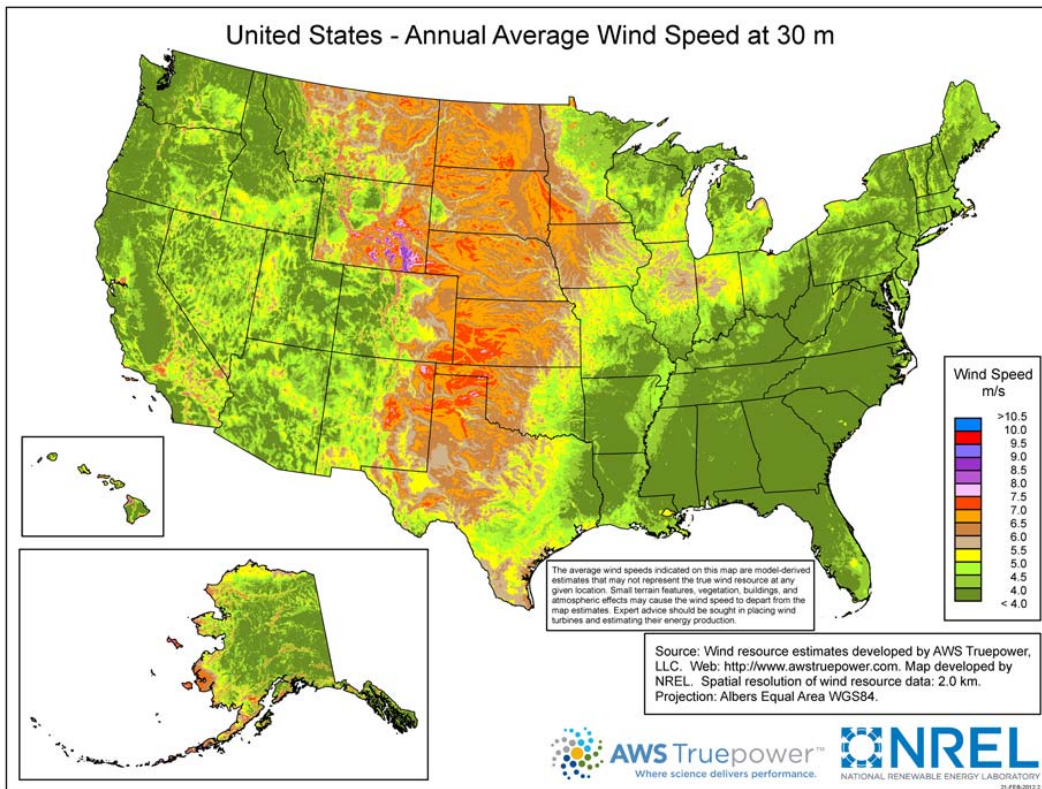 United States - Annual Average Wind Speed at 30 m
Wind Speed
m/s
>10.5
10.0
9.5
9.0
8.5
8.0
7.5
7.0
6.5
6.0
5.5
5.0
4.5
4.0
< 4.0
The average wind speeds indicated on this map are model-derived
estimates that may not represent the true wind resource at any
given location. Small terrain features, vegetation, buildings, and
atmospheric effects may cause the wind speed to depart from the
map estimates. Expert advice should be sought in placing wind
turbines and estimating their energy production.
Source: Wind resource estimates developed by AWS Truepower,
LLC. Web: http://www.awstruepower.com. Map developed by
NREL. Spatial resolution of wind resource data: 2.0 km.
Projection: Albers Equal Area WGS84.
AWS Truepower™
Where science delivers performance.
NREL
NATIONAL RENEWABLE ENERGY LABORATORY